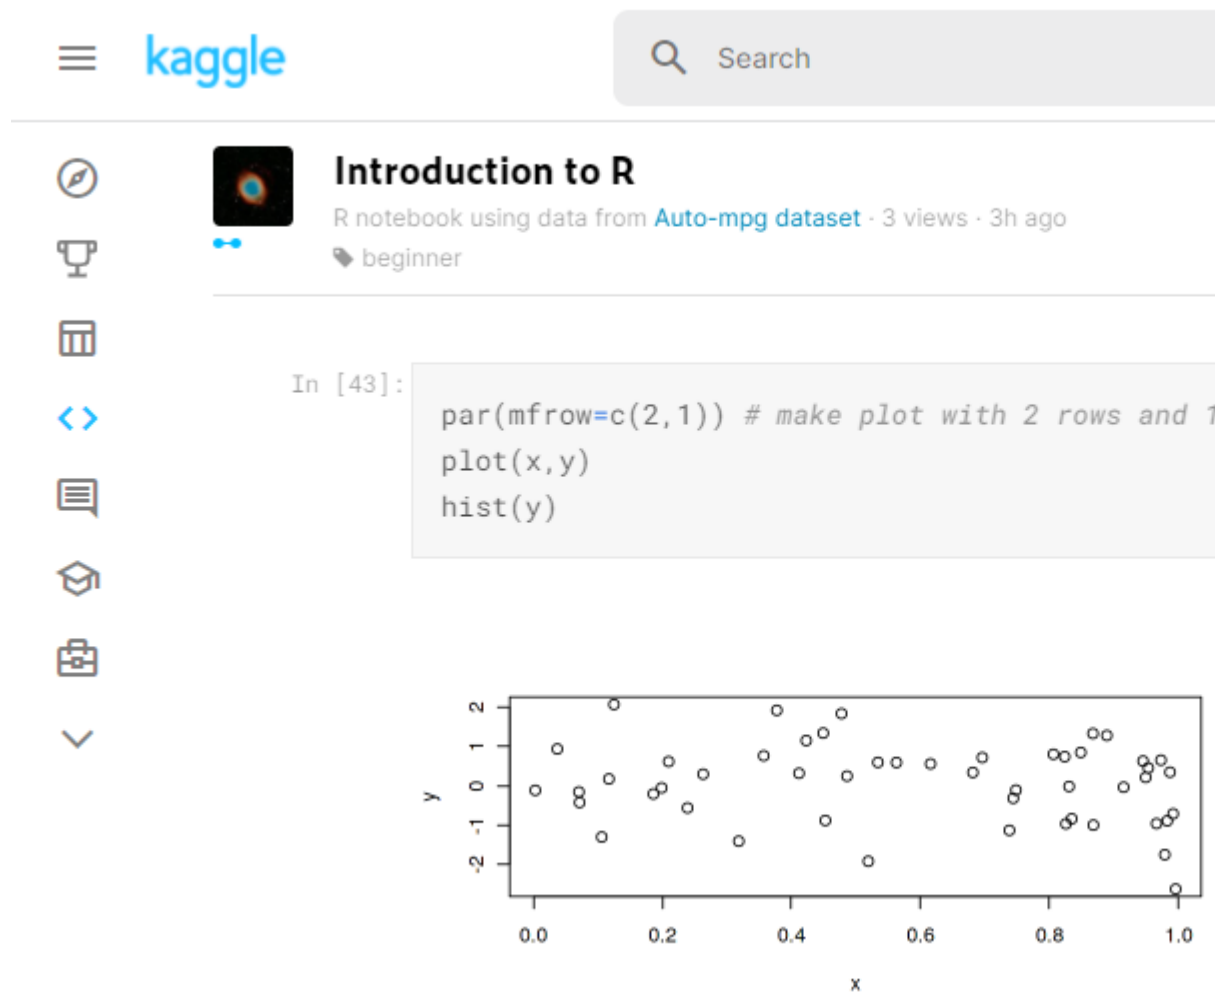 kaggle
Search
Introduction to R
R notebook using data from Auto-mpg dataset · 3 views · 3h ago
beginner
In [43]:
par(mfrow=c(2,1)) # make plot with 2 rows and 1
plot(x,y)
hist(y)
2
1
0
-1
-2
y
0.0 0.2 0.4 0.6 0.8 1.0
x